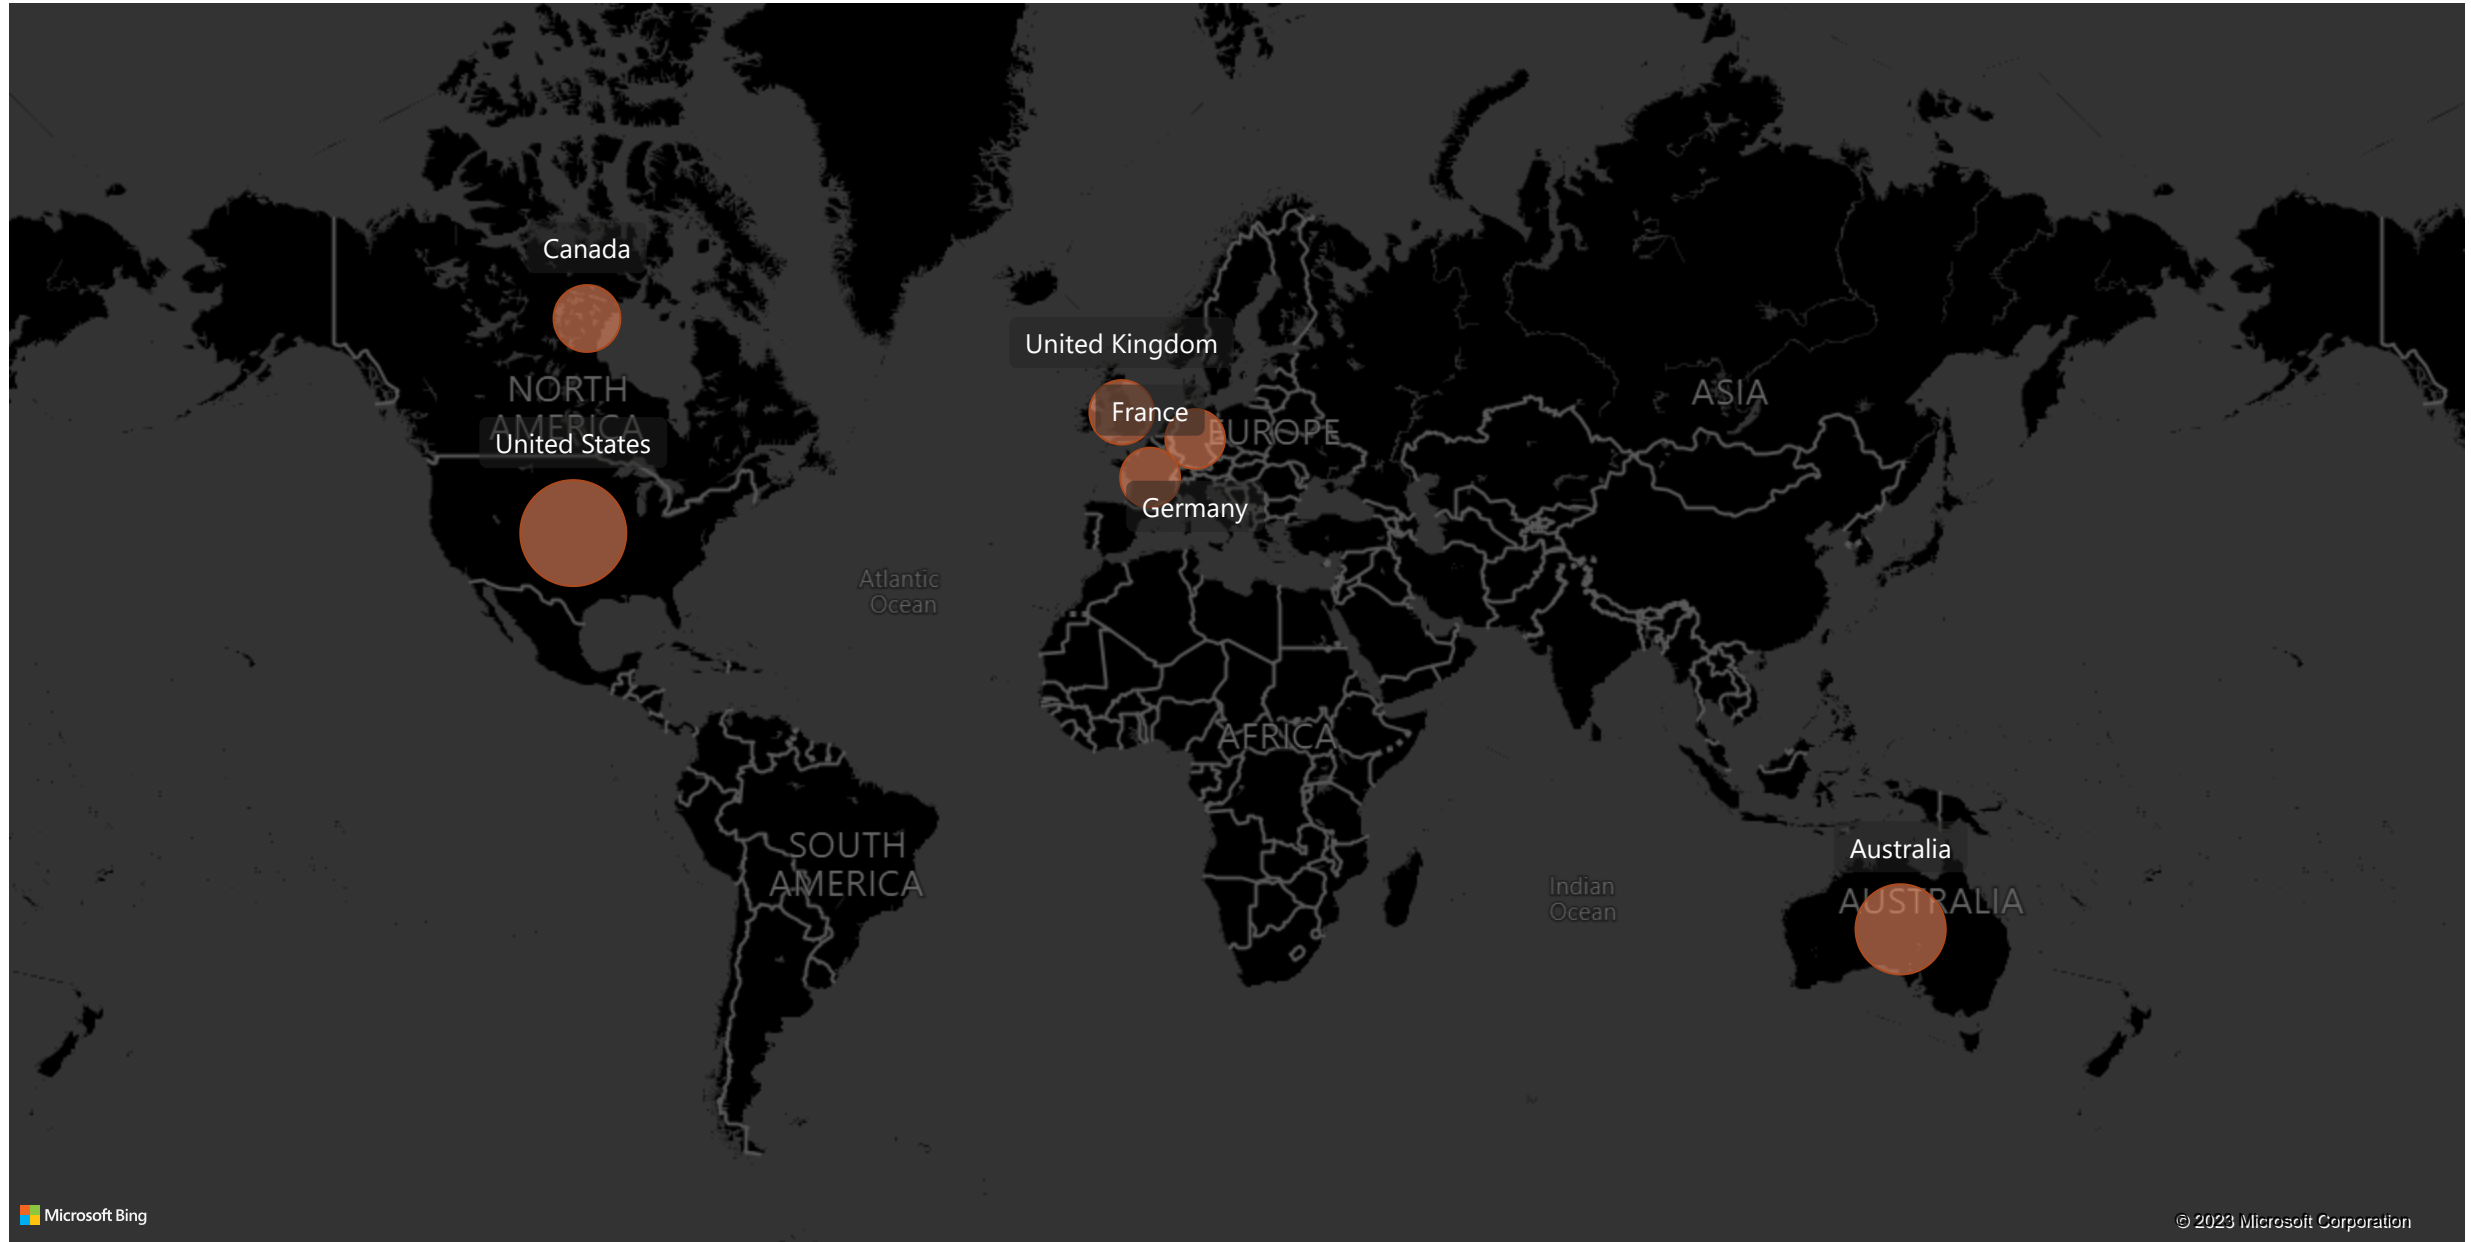 Canada
United Kingdom
NORTH
AMERICA
ASIA
France
EUROPE
United States
Germany
Atlantic
Ocean
AFRICA
SOUTH
AMERICA
Australia
AUSTRALIA
Indian
Ocean
Microsoft Bing
© 2023 Microsoft Corporation